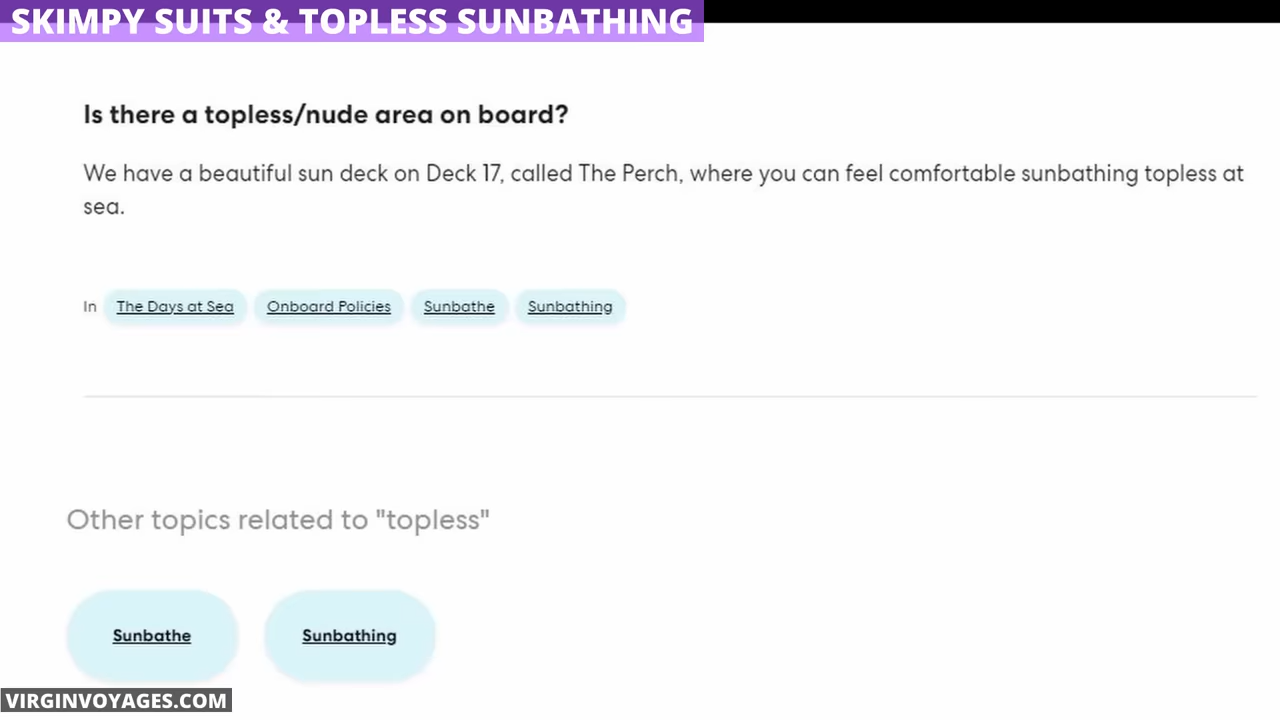 SKIMPY SUITS & TOPLESS SUNBATHING
Is there a topless/nude area on board?
We have a beautiful sun deck on Deck 17, called The Perch, where you can feel comfortable sunbathing topless at
sea.
In The Days at Sea Onboard Policies Sunbathe Sunbathing
Other topics related to "topless"
Sunbathe Sunbathing
VIRGINVOYAGES.COM